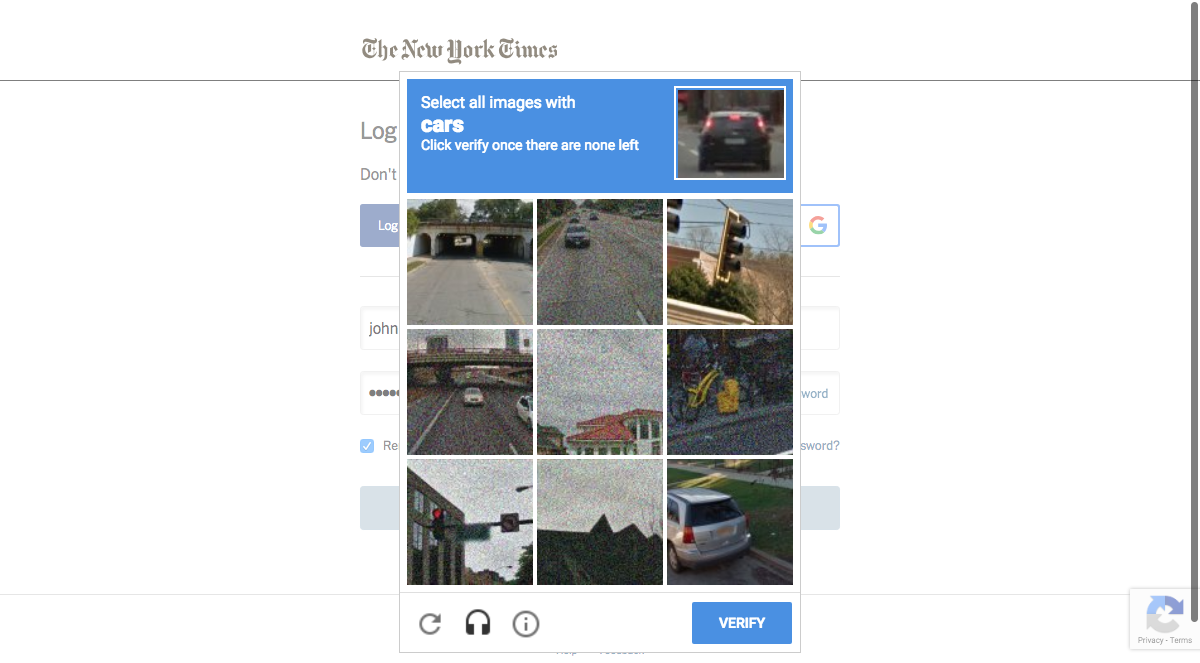 The New York Times
Select all images with
cars
Click verify once there are none left
Log
Don't
Log
G
john
word
Re
sword?
VERIFY
Privacy - Terms